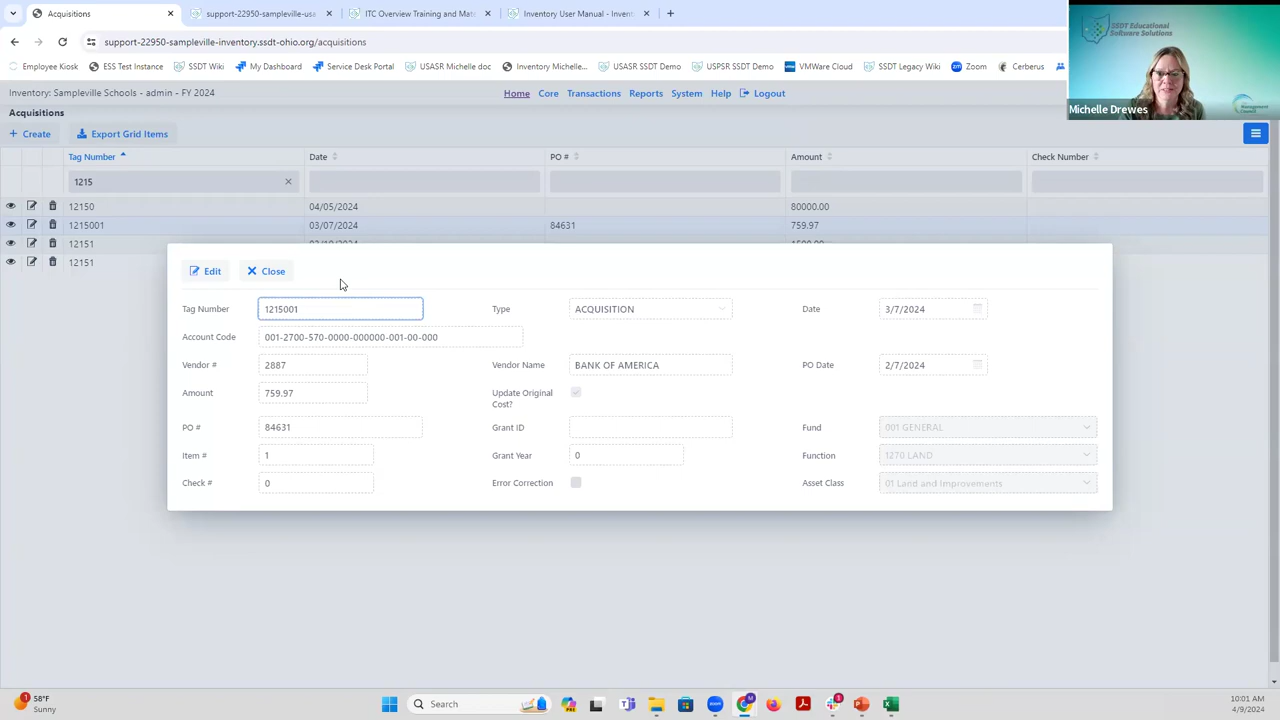 Acquisitions
support-22950-sampleville-usa
ITC Overview Training and Mate
Inventory User Manual - Invento
support-22950-sampleville-inventory.ssdt-ohio.org/acquisitions
Employee Kiosk
ESS Test Instance
SSDT Wiki
My Dashboard
Service Desk Portal
USASR Michelle doc
Inventory Michelle...
USASR SSDT Demo
USPSR SSDT Demo
VMWare Cloud
SSDT Legacy Wiki
Zoom
Cerberus
SSDT Educational
Software Solutions
Michelle Drewes
Inventory: Sampleville Schools - admin - FY 2024
Home Core Transactions Reports System Help Logout
Acquisitions
Create Export Grid Items
Tag Number Date PO # Amount Check Number
1215
12150 04/05/2024 80000.00
1215001 03/07/2024 84631 759.97
12151
12151
Edit Close
Tag Number 1215001 Type ACQUISITION Date 3/7/2024
Account Code 001-2700-570-0000-000000-001-00-000
Vendor # 2887 Vendor Name BANK OF AMERICA PO Date 2/7/2024
Amount 759.97 Update Original
Cost?
PO # 84631 Grant ID Fund 001 GENERAL
Item # 1 Grant Year 0 Function 1270 LAND
Check # 0 Error Correction Asset Class 01 Land and Improvements
1
58°F
Sunny
Search
10:01 AM
4/9/2024